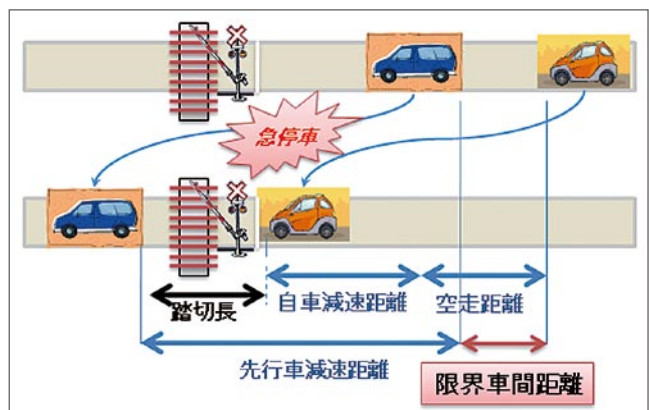 急停車
踏切長
自車減速距離
空走距離
先行車減速距離
限界車間距離